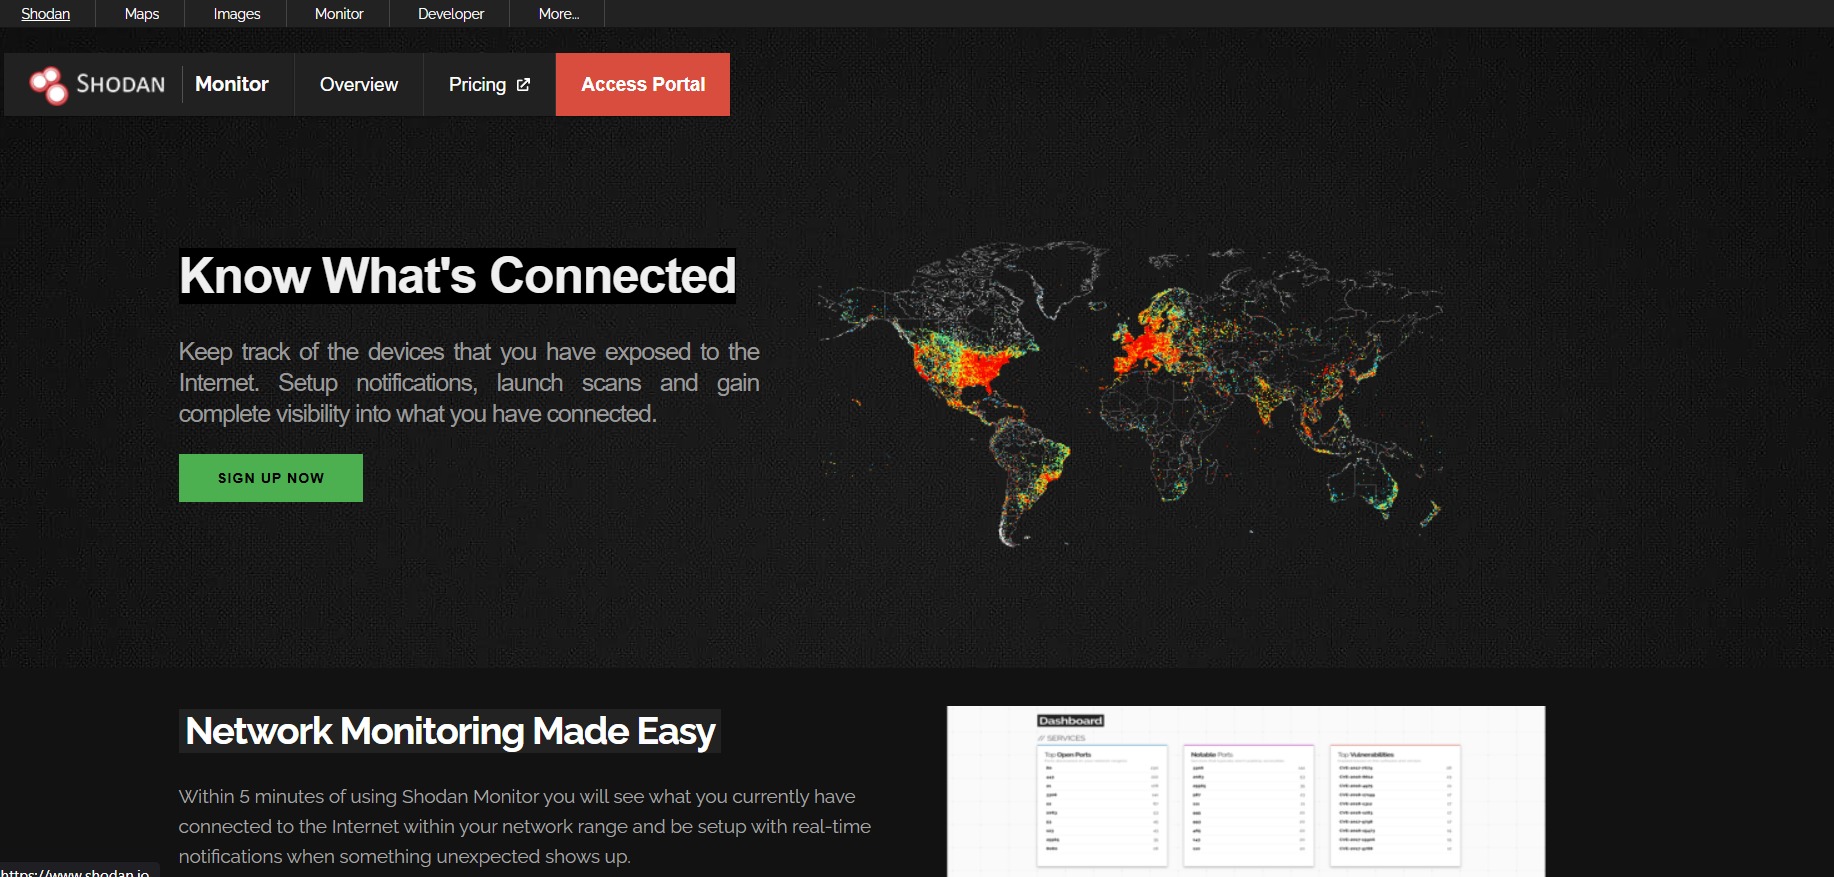 Shodan
Maps
Images
Monitor
Developer
More...
SHODAN
Monitor
Overview
Pricing
Access Portal
Know What's Connected
Keep track of the devices that you have exposed to the
Internet. Setup notifications, launch scans and gain
complete visibility into what you have connected.
SIGN UP NOW
Network Monitoring Made Easy
Within 5 minutes of using Shodan Monitor you will see what you currently have
connected to the Internet within your network range and be setup with real-time
notifications when something unexpected shows up.
Dashboard
// SERVICES
Top Open Ports
Notable Ports
Top Vulnerabilities
https://www.shodan.io